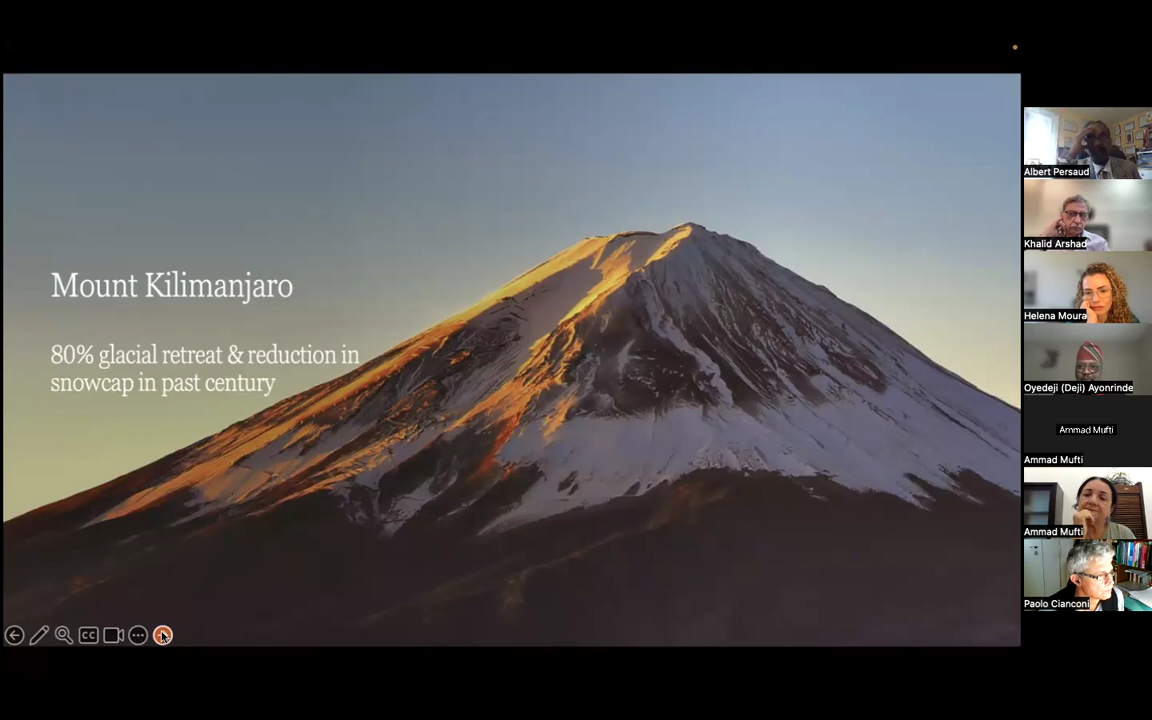 Mount Kilimanjaro
80% glacial retreat & reduction in
snowcap in past century
Albert Persaud
Khalid Arshad
Helena Moura
Oyedeji (Deji) Ayonrinde
Ammad Mufti
Ammad Mufti
Ammad Mufti
Paolo Cianconi
CC